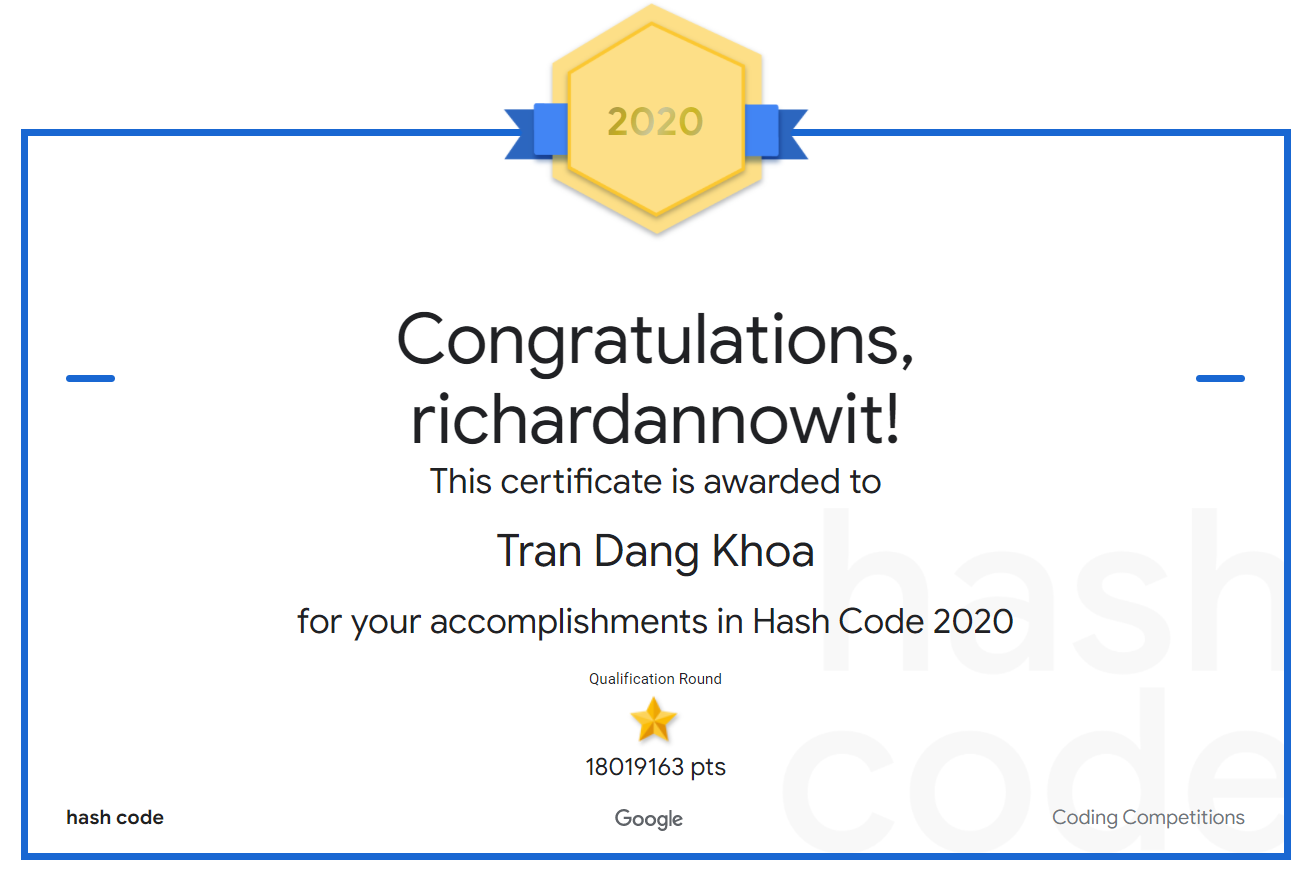 2020
Congratulations,
richardannowit!
This certificate is awarded to
Tran Dang Khoa
for your accomplishments in Hash Code 2020
Qualification Round
18019163 pts
hash code
Google
Coding Competitions
hash
code